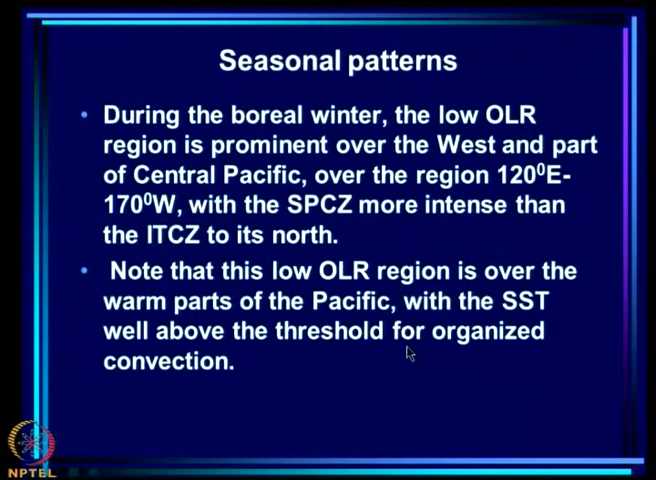 Seasonal patterns
• During the boreal winter, the low OLR
region is prominent over the West and part
of Central Pacific, over the region 120⁰E-
170⁰W, with the SPCZ more intense than
the ITCZ to its north.
• Note that this low OLR region is over the
warm parts of the Pacific, with the SST
well above the threshold for organized
convection.
NPTEL